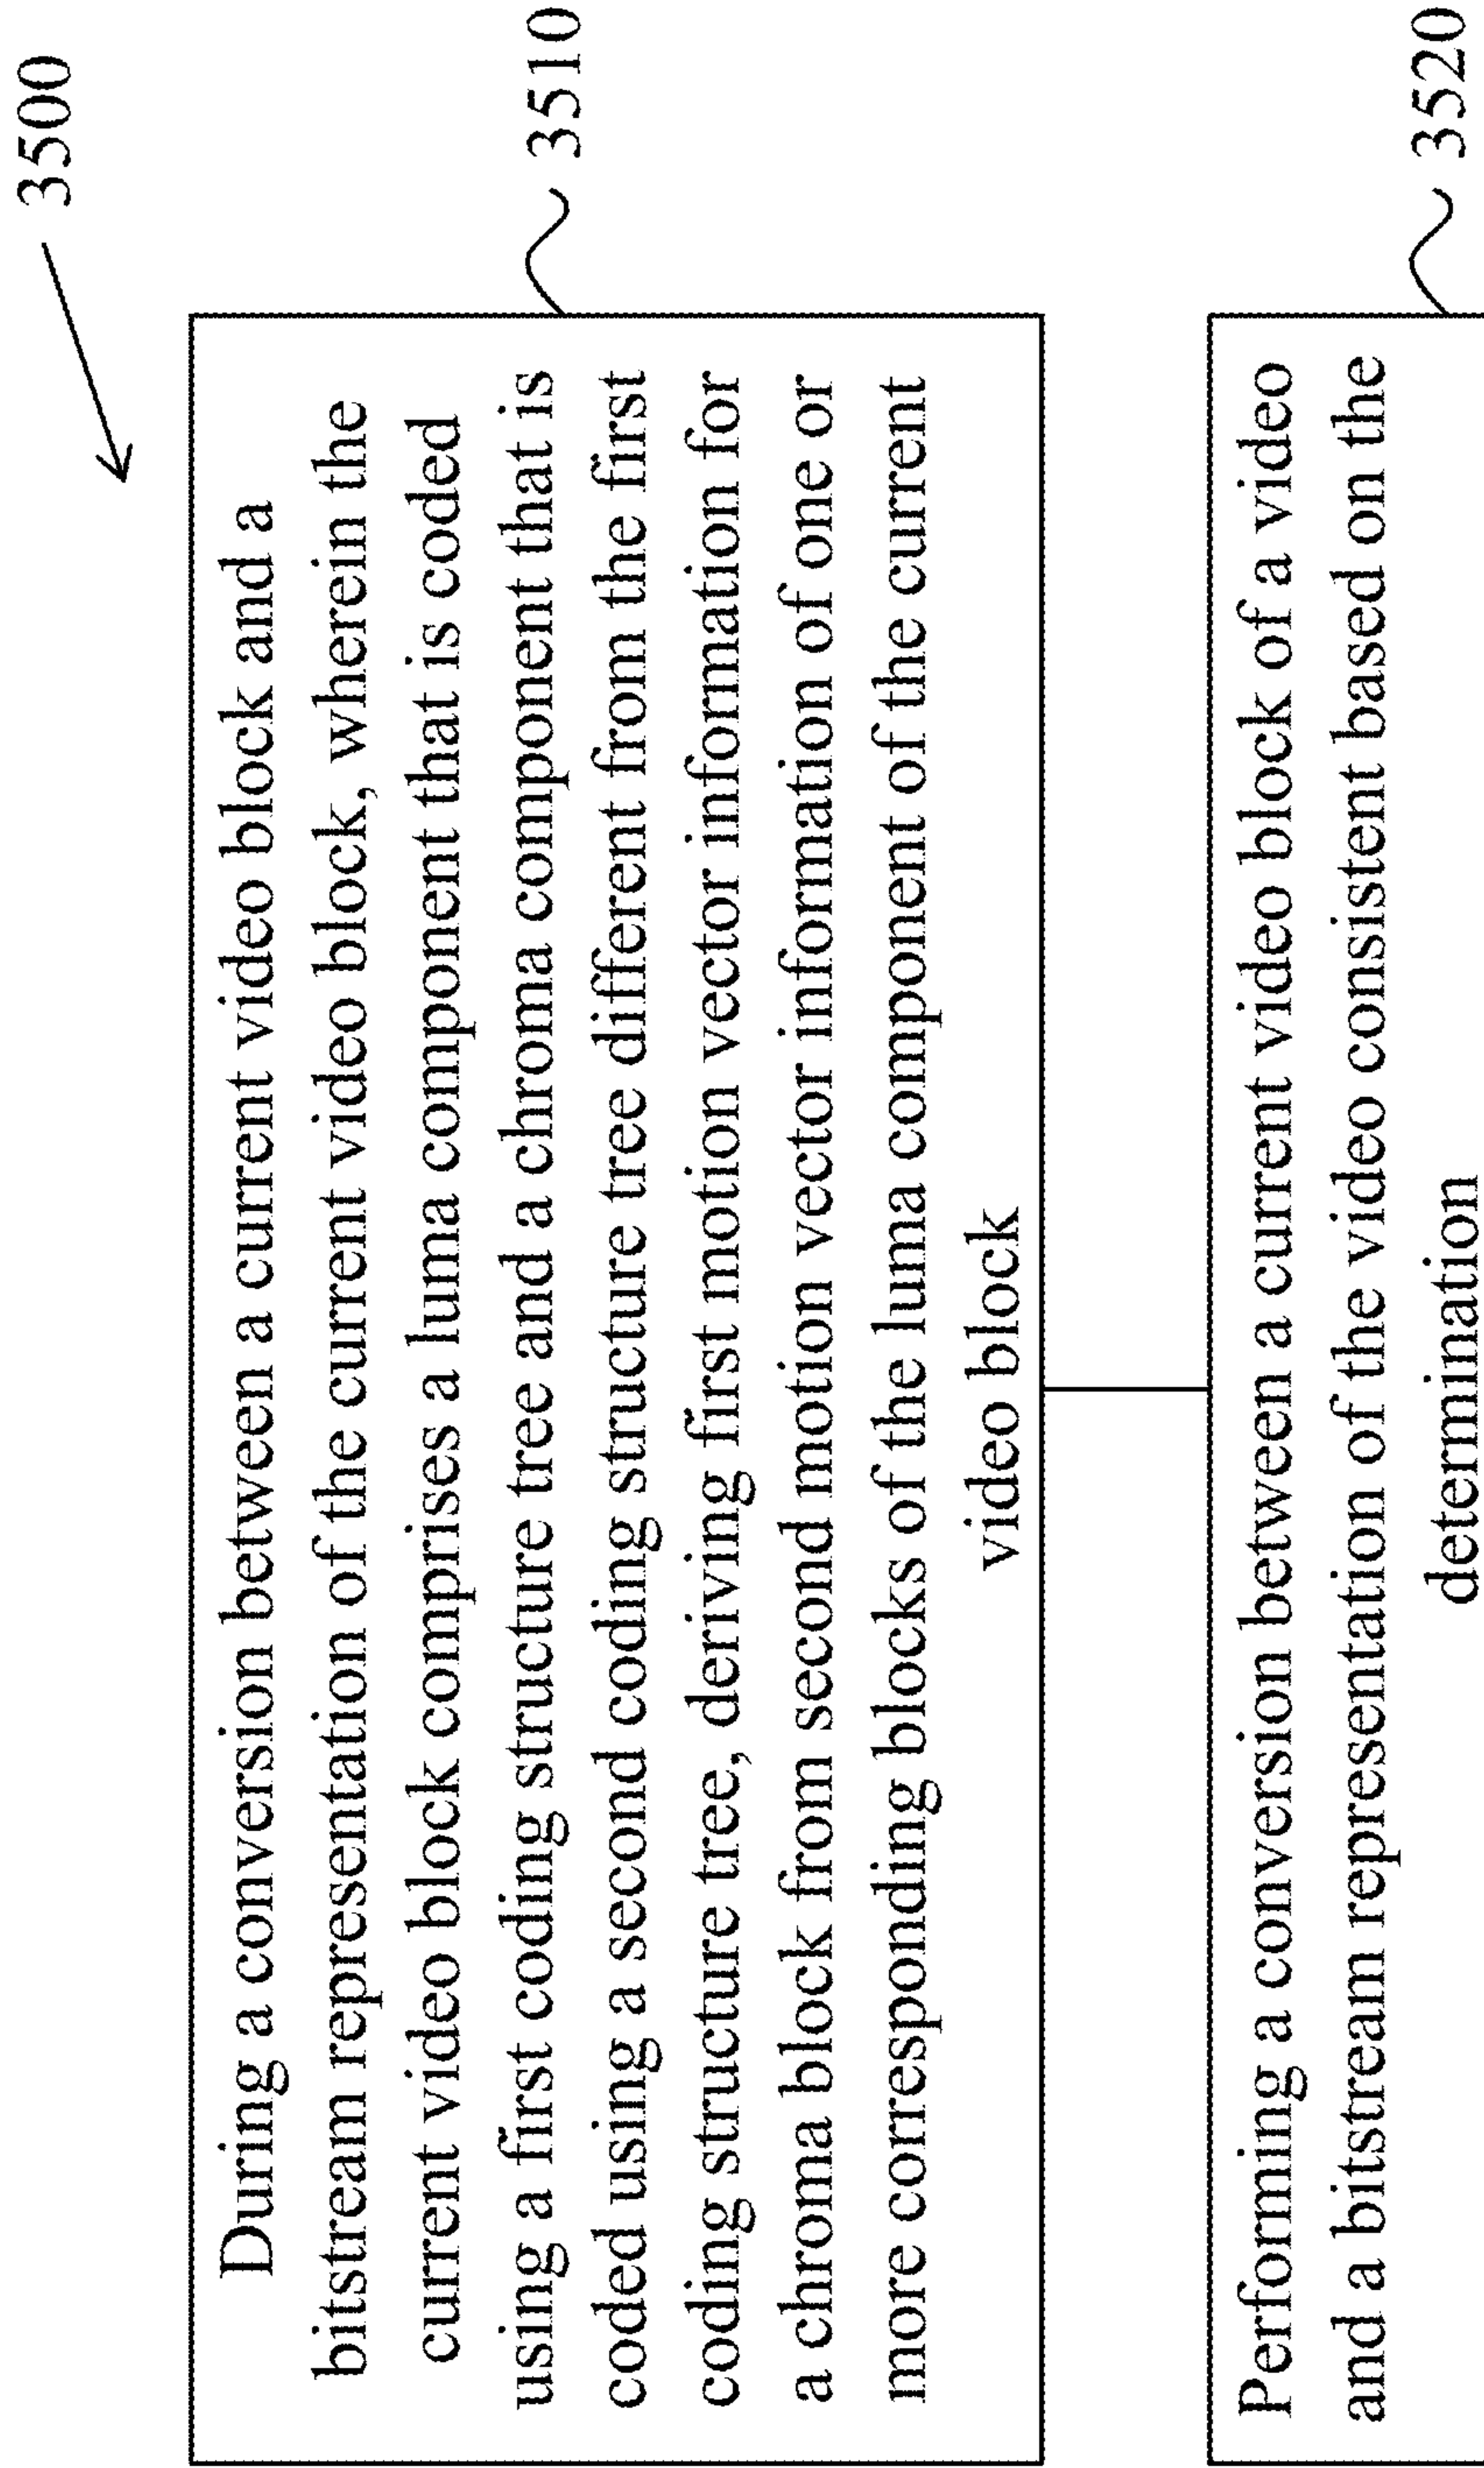 3500
During a conversion between a current video block and a
bitstream representation of the current video block, wherein the
current video block comprises a luma component that is coded
using a first coding structure tree and a chroma component that is
coded using a second coding structure tree different from the first
coding structure tree, deriving first motion vector information for
a chroma block from second motion vector information of one or
more corresponding blocks of the luma component of the current
video block
3510
Performing a conversion between a current video block of a video
and a bitstream representation of the video consistent based on the
determination
3520